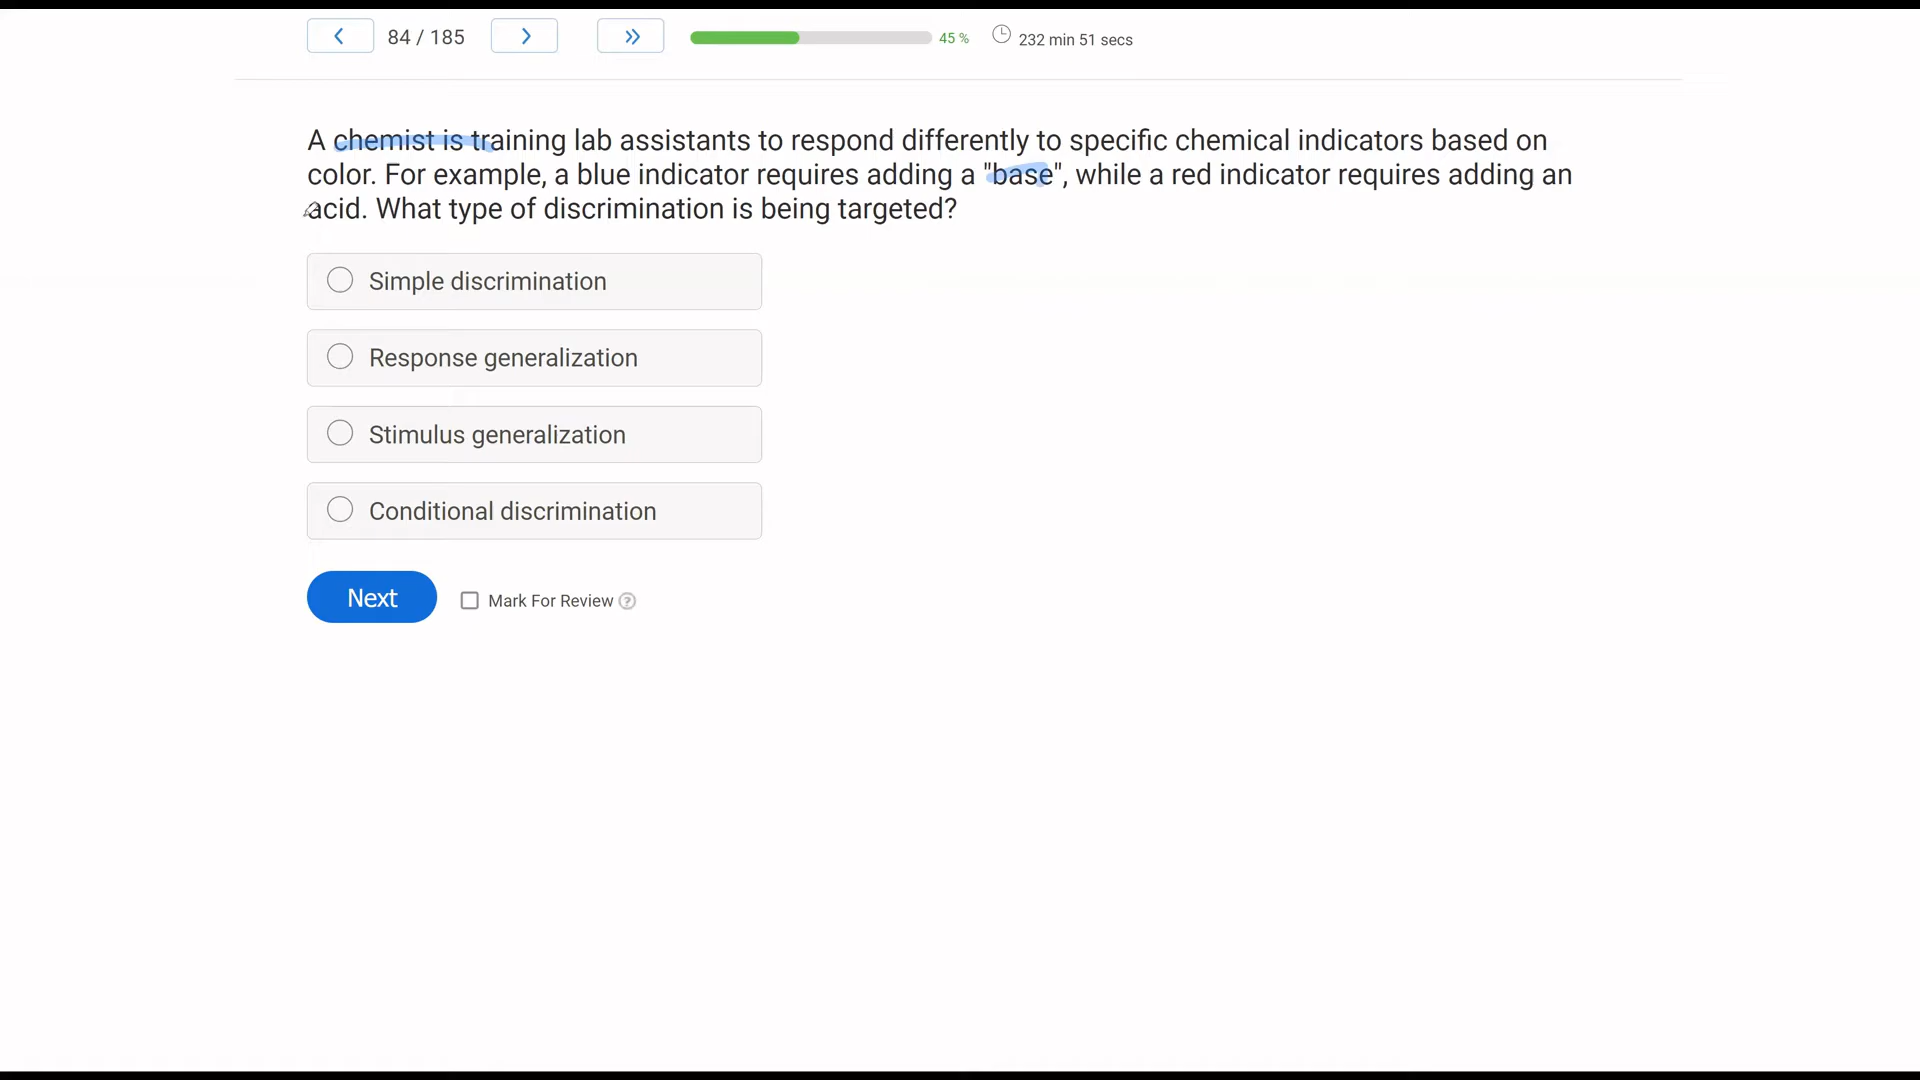 84 / 185
45 %
232 min 51 secs
A chemist is training lab assistants to respond differently to specific chemical indicators based on
color. For example, a blue indicator requires adding a "base", while a red indicator requires adding an
acid. What type of discrimination is being targeted?
Simple discrimination
Response generalization
Stimulus generalization
Conditional discrimination
Next
Mark For Review ?